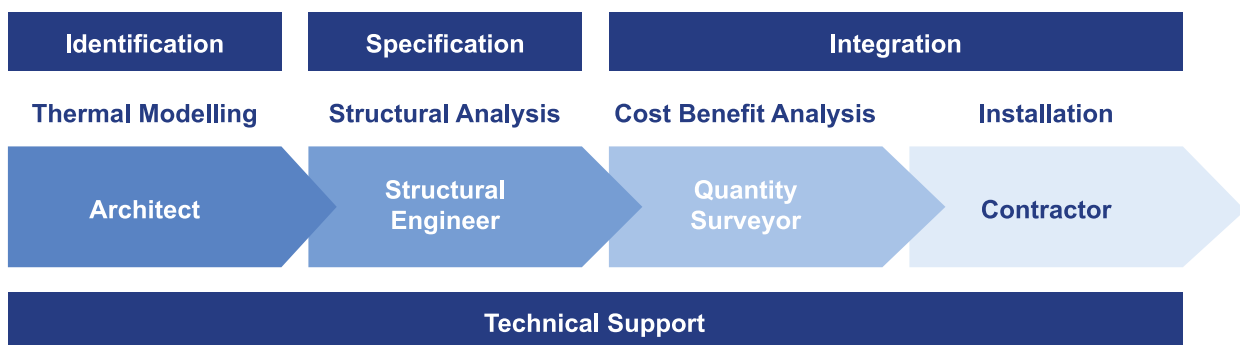 Identification
Specification
Integration
Thermal Modelling
Structural Analysis
Cost Benefit Analysis
Installation
Architect
Structural
Engineer
Quantity
Surveyor
Contractor
Technical Support